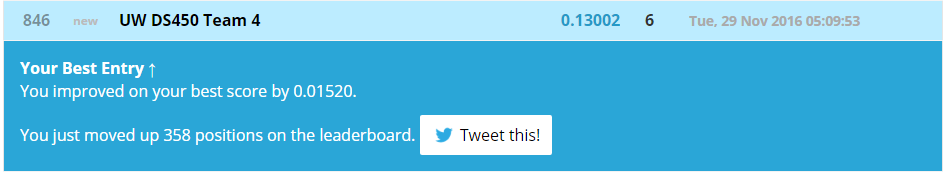 846 new UW DS450 Team 4 0.13002 6 Tue, 29 Nov 2016 05:09:53
Your Best Entry ↑
You improved on your best score by 0.01520.
You just moved up 358 positions on the leaderboard. Tweet this!